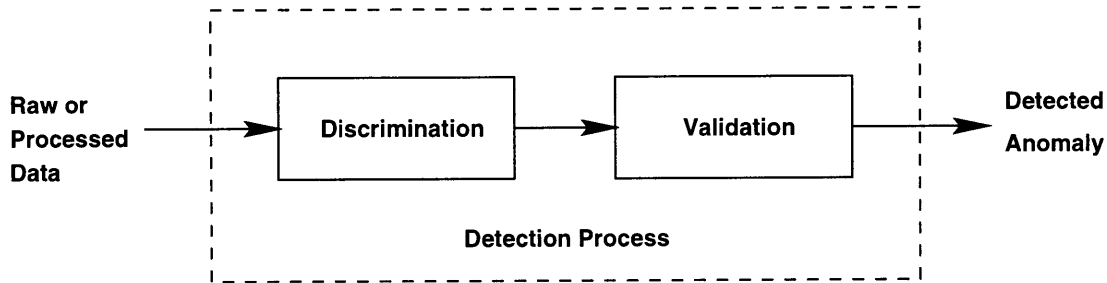 Raw or
Processed
Data
Discrimination
Validation
Detected
Anomaly
Detection Process